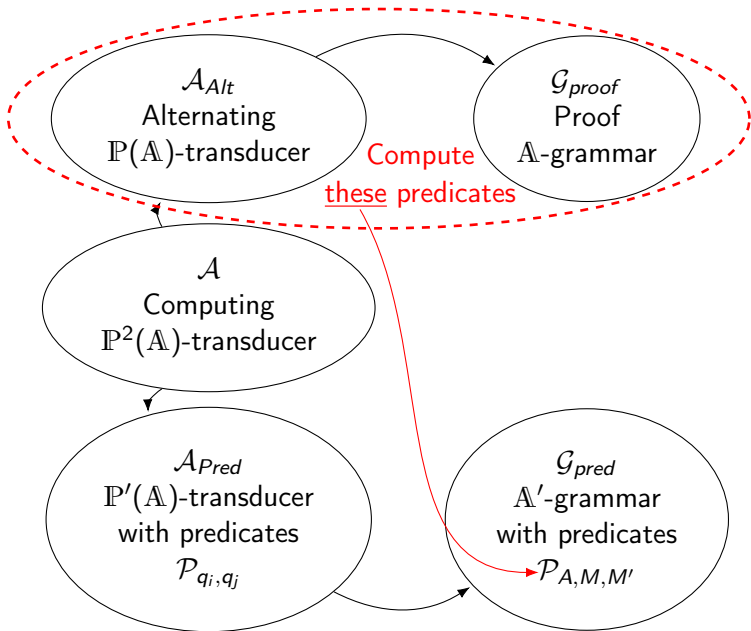 𝒜_Alt
Alternating
ℙ(𝔸)-transducer
𝒢_proof
Proof
𝔸-grammar
Compute
these predicates
𝒜
Computing
ℙ²(𝔸)-transducer
𝒜_Pred
ℙ′(𝔸)-transducer
with predicates
𝒫_{q_i,q_j}
𝒢_pred
𝔸′-grammar
with predicates
𝒫_{A,M,M′}